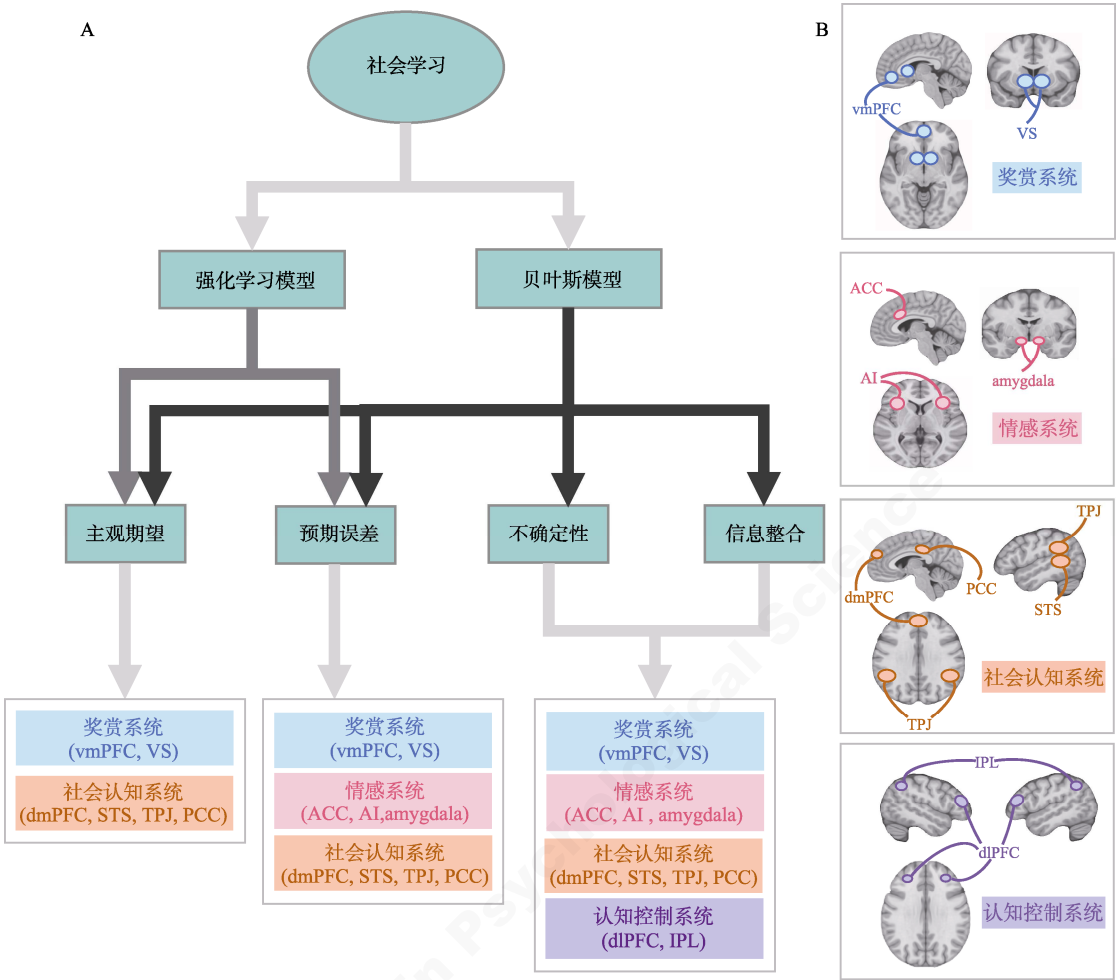 A
社会学习
强化学习模型
贝叶斯模型
主观期望
预期误差
不确定性
信息整合
奖赏系统
(vmPFC, VS)
社会认知系统
(dmPFC, STS, TPJ, PCC)
奖赏系统
(vmPFC, VS)
情感系统
(ACC, AI,amygdala)
社会认知系统
(dmPFC, STS, TPJ, PCC)
奖赏系统
(vmPFC, VS)
情感系统
(ACC, AI , amygdala)
社会认知系统
(dmPFC, STS, TPJ, PCC)
认知控制系统
(dlPFC, IPL)
B
vmPFC
VS
奖赏系统
ACC
AI
amygdala
情感系统
TPJ
dmPFC
PCC
STS
社会认知系统
TPJ
IPL
dlPFC
认知控制系统
in Psychological Science